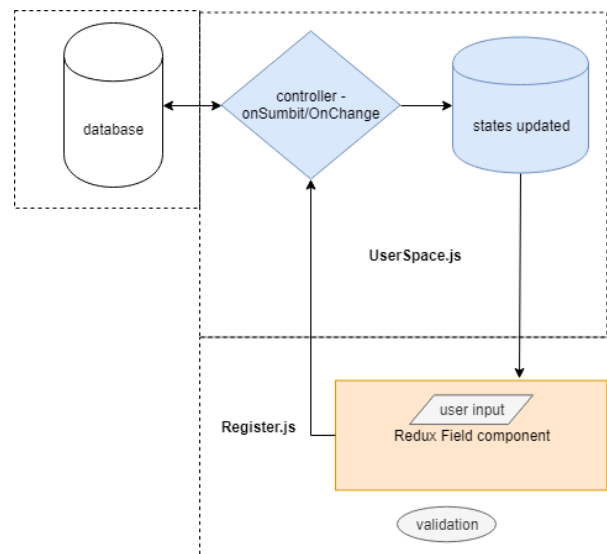 controller -
onSumbit/OnChange
database
states updated
UserSpace.js
user input
Register.js
Redux Field component
validation